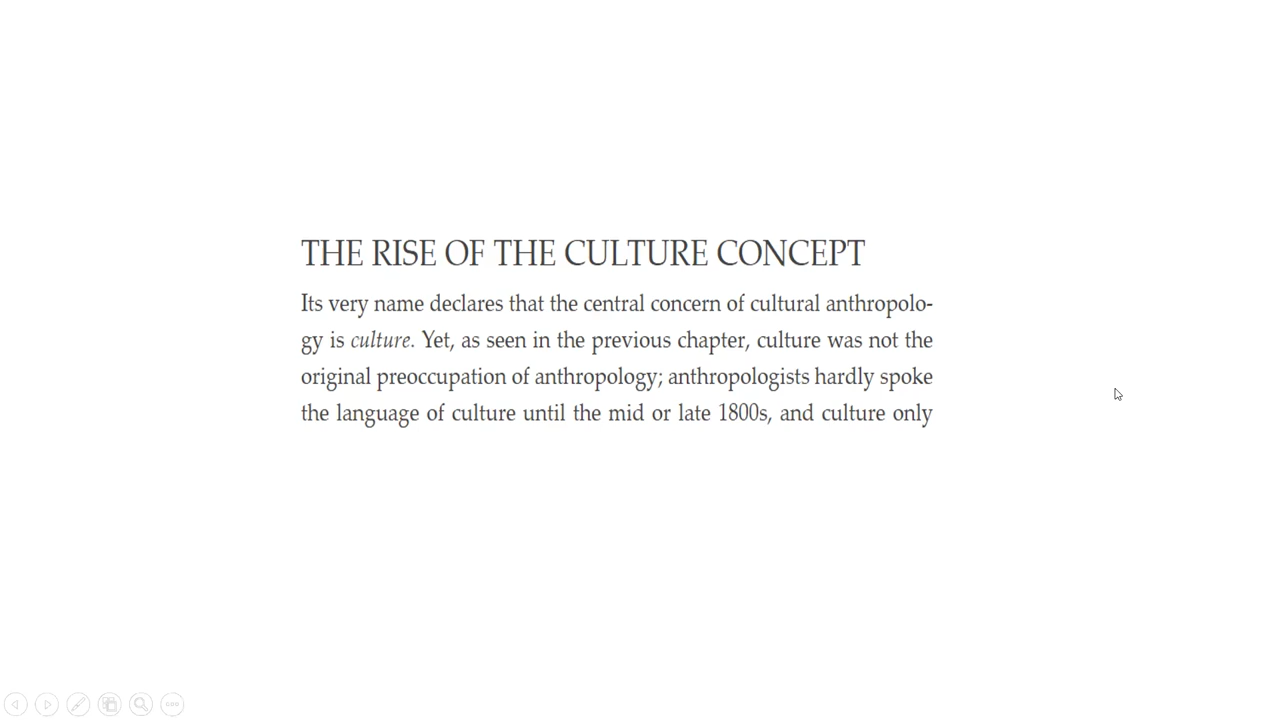 THE RISE OF THE CULTURE CONCEPT
Its very name declares that the central concern of cultural anthropolo-
gy is culture. Yet, as seen in the previous chapter, culture was not the
original preoccupation of anthropology; anthropologists hardly spoke
the language of culture until the mid or late 1800s, and culture only